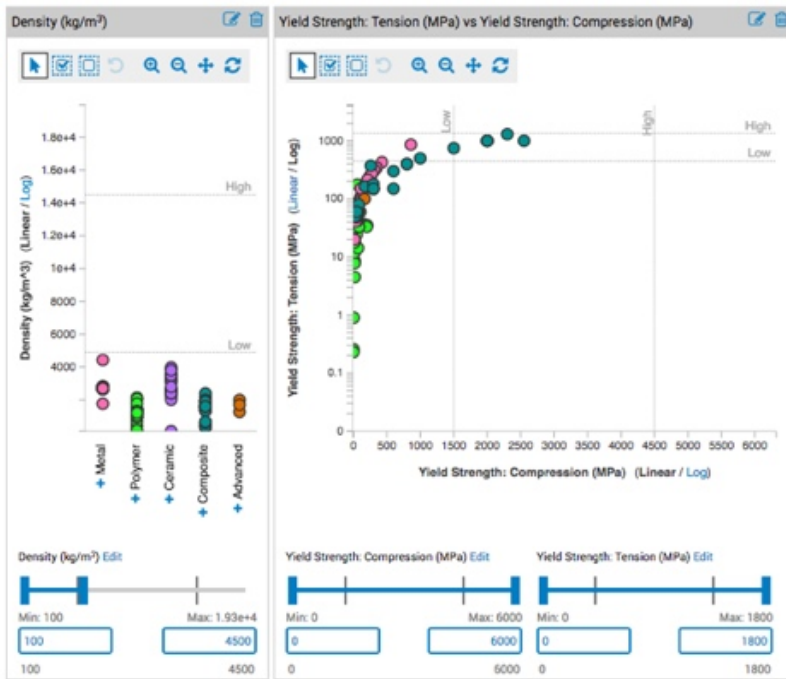 Density (kg/m³)
Yield Strength: Tension (MPa) vs Yield Strength: Compression (MPa)
1.8e+4
1.6e+4
1.4e+4
1.2e+4
1e+4
8000
6000
4000
High
Low
Density (kg/m^3) (Linear / Log)
+ Metal
+ Polymer
+ Ceramic
+ Composite
+ Advanced
Low
High
High
Low
1000
100
10
1
0.1
0
Yield Strength: Tension (MPa) (Linear / Log)
0 500 1000 1500 2000 2500 3000 3500 4000 4500 5000 5500 6000
Yield Strength: Compression (MPa) (Linear / Log)
Density (kg/m³) Edit
Min: 100 Max: 1.93e+4
100 4500
100 4500
Yield Strength: Compression (MPa) Edit
Min: 0 Max: 6000
0 6000
0 6000
Yield Strength: Tension (MPa) Edit
Min: 0 Max: 1800
0 1800
0 1800